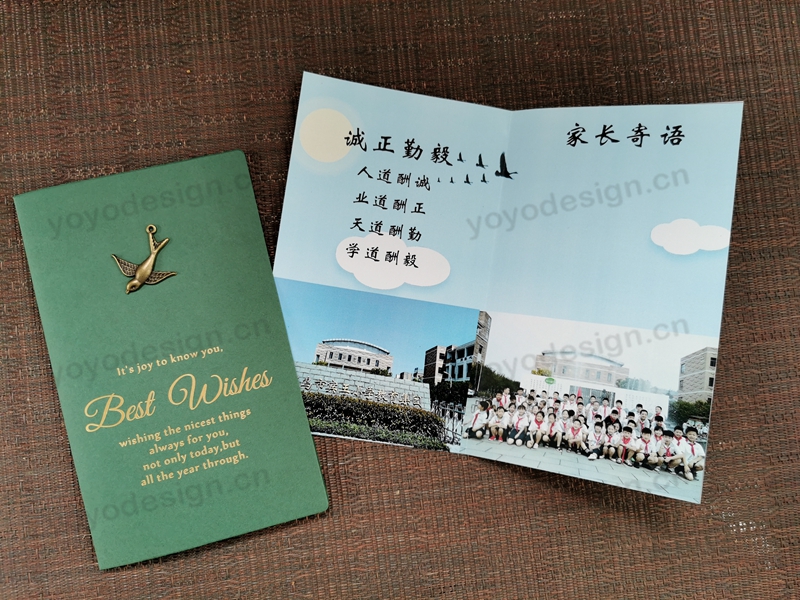 It's joy to know you,
Best Wishes
wishing the nicest things
always for you,
not only today,but
all the year through.
诚正勤毅
人道酬诚
业道酬正
天道酬勤
学道酬毅
家长寄语
yoyodesign.cn
yoyodesign.cn
yoyodesign.cn
yoyodesign.cn
yoyodesign.cn